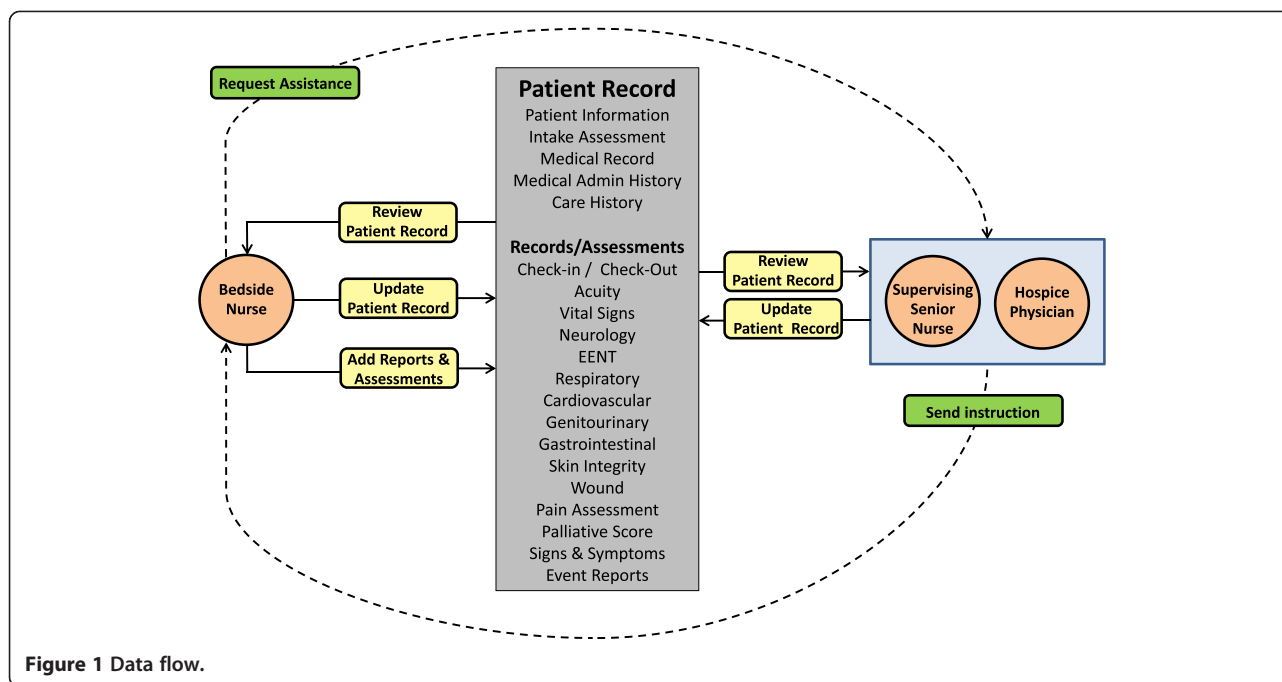 Request Assistance
Patient Record
Patient Information
Intake Assessment
Medical Record
Medical Admin History
Care History
Review
Patient Record
Records/Assessments
Check-in / Check-Out
Acuity
Vital Signs
Neurology
EENT
Respiratory
Cardiovascular
Genitourinary
Gastrointestinal
Skin Integrity
Wound
Pain Assessment
Palliative Score
Signs & Symptoms
Event Reports
Bedside
Nurse
Update
Patient Record
Add Reports &
Assessments
Review
Patient Record
Update
Patient Record
Supervising
Senior
Nurse
Hospice
Physician
Send instruction
Figure 1 Data flow.